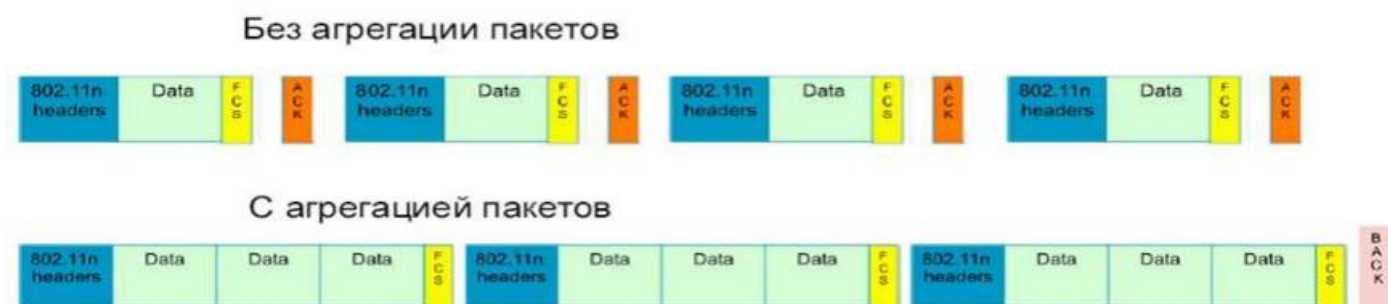 Без агрегации пакетов
802.11n headers Data FCS ACK 802.11n headers Data FCS ACK 802.11n headers Data FCS ACK 802.11n headers Data FCS ACK
С агрегацией пакетов
802.11n headers Data Data Data FCS 802.11n headers Data Data Data FCS 802.11n headers Data Data Data FCS BACK